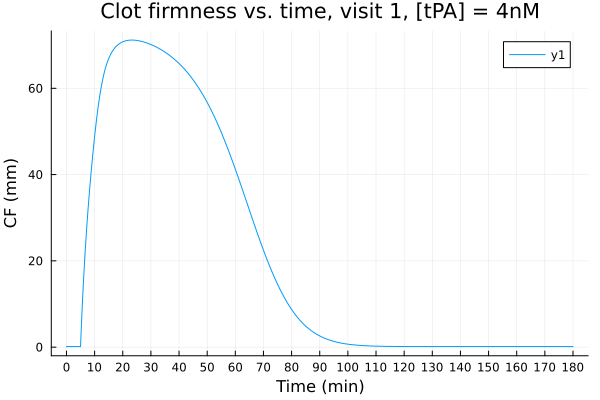 Clot firmness vs. time, visit 1, [tPA] = 4nM
y1
60
40
20
0
CF (mm)
0 10 20 30 40 50 60 70 80 90 100 110 120 130 140 150 160 170 180
Time (min)